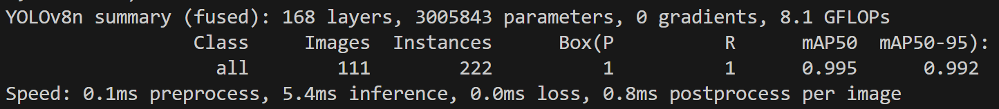 YOLOv8n summary (fused): 168 layers, 3005843 parameters, 0 gradients, 8.1 GFLOPs
Class Images Instances Box(P R mAP50 mAP50-95):
all 111 222 1 1 0.995 0.992
Speed: 0.1ms preprocess, 5.4ms inference, 0.0ms loss, 0.8ms postprocess per image